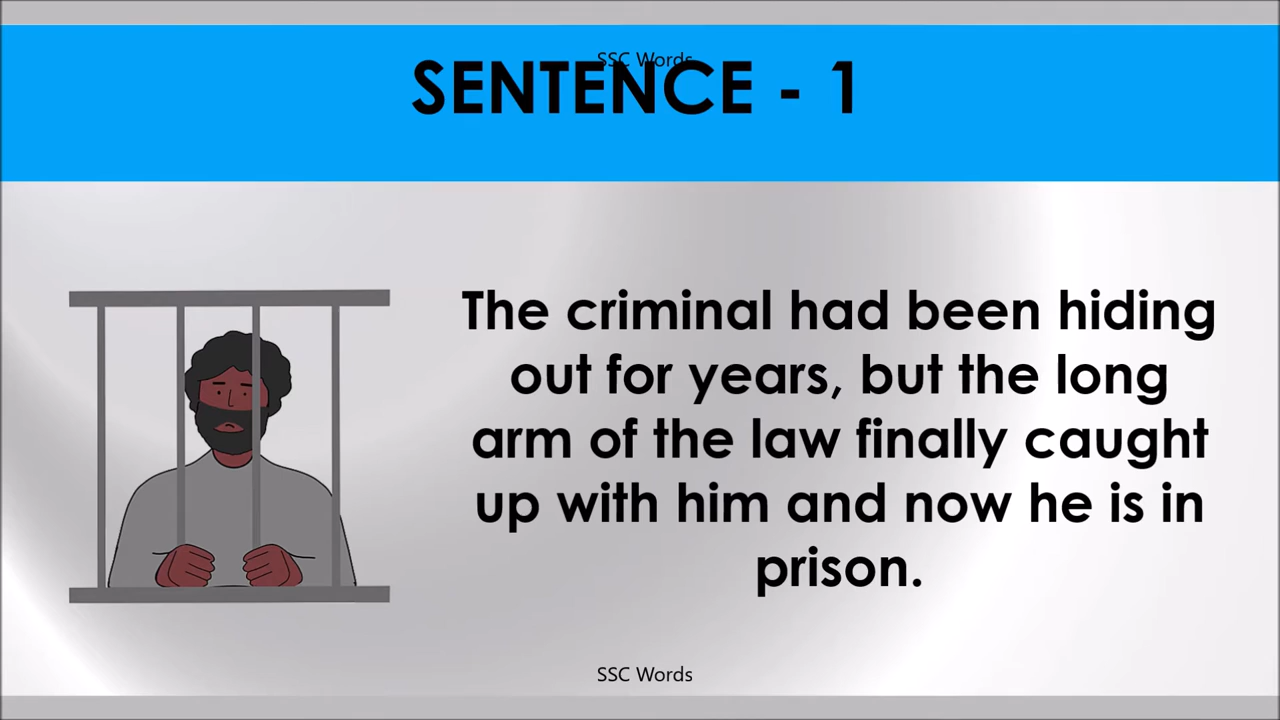 SSC Words
SENTENCE - 1
The criminal had been hiding
out for years, but the long
arm of the law finally caught
up with him and now he is in
prison.
SSC Words